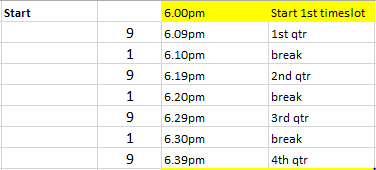 Start 6.00pm Start 1st timeslot
9 6.09pm 1st qtr
1 6.10pm break
9 6.19pm 2nd qtr
1 6.20pm break
9 6.29pm 3rd qtr
1 6.30pm break
9 6.39pm 4th qtr